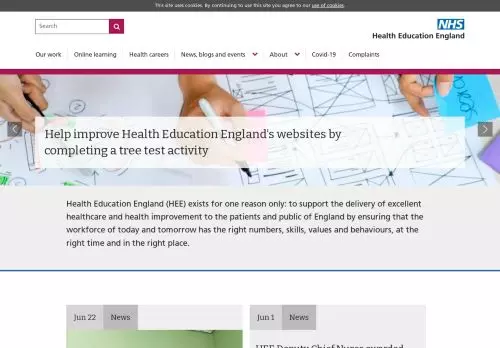 This site uses cookies. By continuing to use this site you agree to our use of cookies.
Search
NHS
Health Education England
Our work Online learning Health careers News, blogs and events About Covid-19 Complaints
Help improve Health Education England's websites by
completing a tree test activity
Health Education England (HEE) exists for one reason only: to support the delivery of excellent
healthcare and health improvement to the patients and public of England by ensuring that the
workforce of today and tomorrow has the right numbers, skills, values and behaviours, at the
right time and in the right place.
Jun 22 News
Jun 1 News
HEE Deputy Chief Nurse awarded